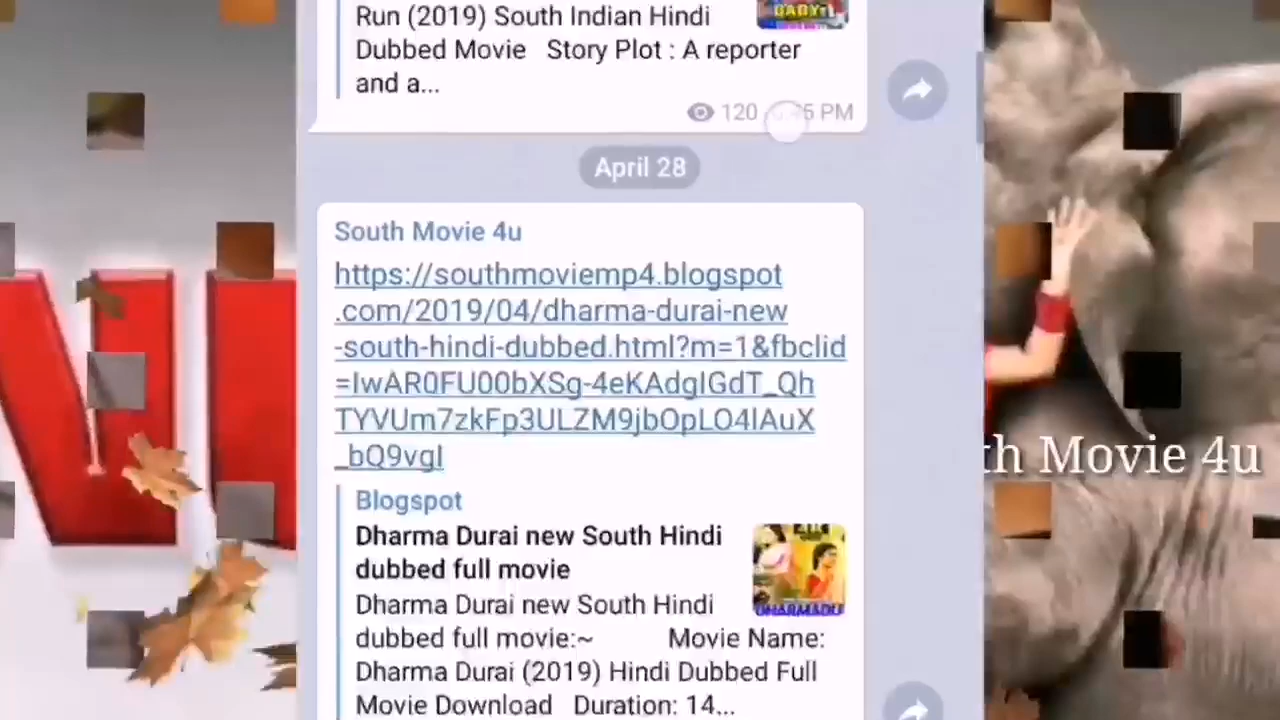 Run (2019) South Indian Hindi
Dubbed Movie Story Plot : A reporter
and a...
120
PM
April 28
South Movie 4u
https://southmoviemp4.blogspot
.com/2019/04/dharma-durai-new
-south-hindi-dubbed.html?m=1&fbclid
=IwAR0FU00bXSg-4eKAdgIGdT_Qh
TYVUm7zkFp3ULZM9jbOpLO4lAuX
_bQ9vgI
th Movie 4u
Blogspot
Dharma Durai new South Hindi
dubbed full movie
Dharma Durai new South Hindi
dubbed full movie:~ Movie Name:
Dharma Durai (2019) Hindi Dubbed Full
Movie Download Duration: 14...
DHARMADU